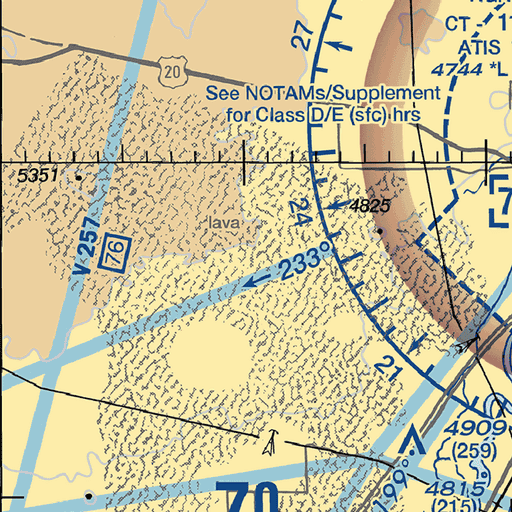 27
CT - 1
ATIS
4744 *L
20
See NOTAMs/Supplement
for Class D/E (sfc) hrs
5351
24
4825
lava
V 257
76
233°
21
4909
(259)
199°
4815
(215)
70